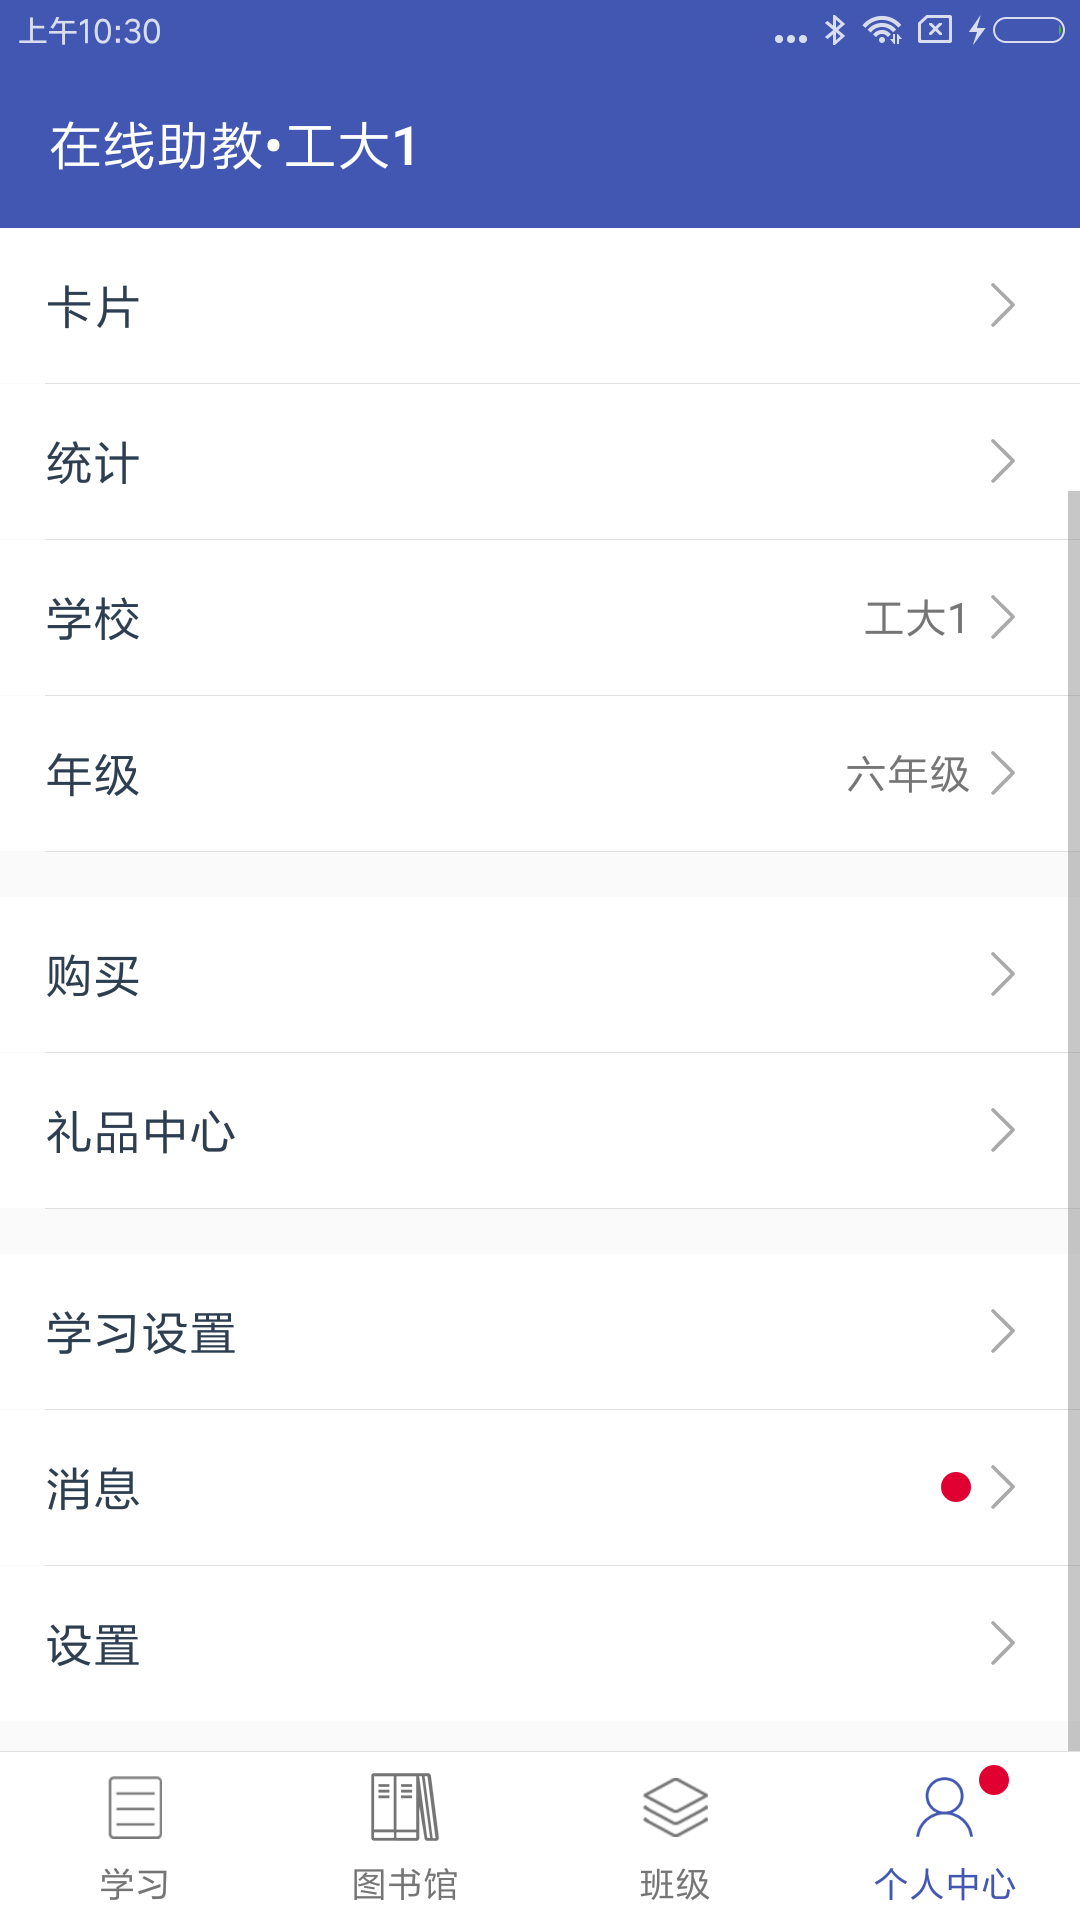 上午10:30
在线助教•工大1
卡片
统计
学校 工大1
年级 六年级
购买
礼品中心
学习设置
消息
设置
学习 图书馆 班级 个人中心